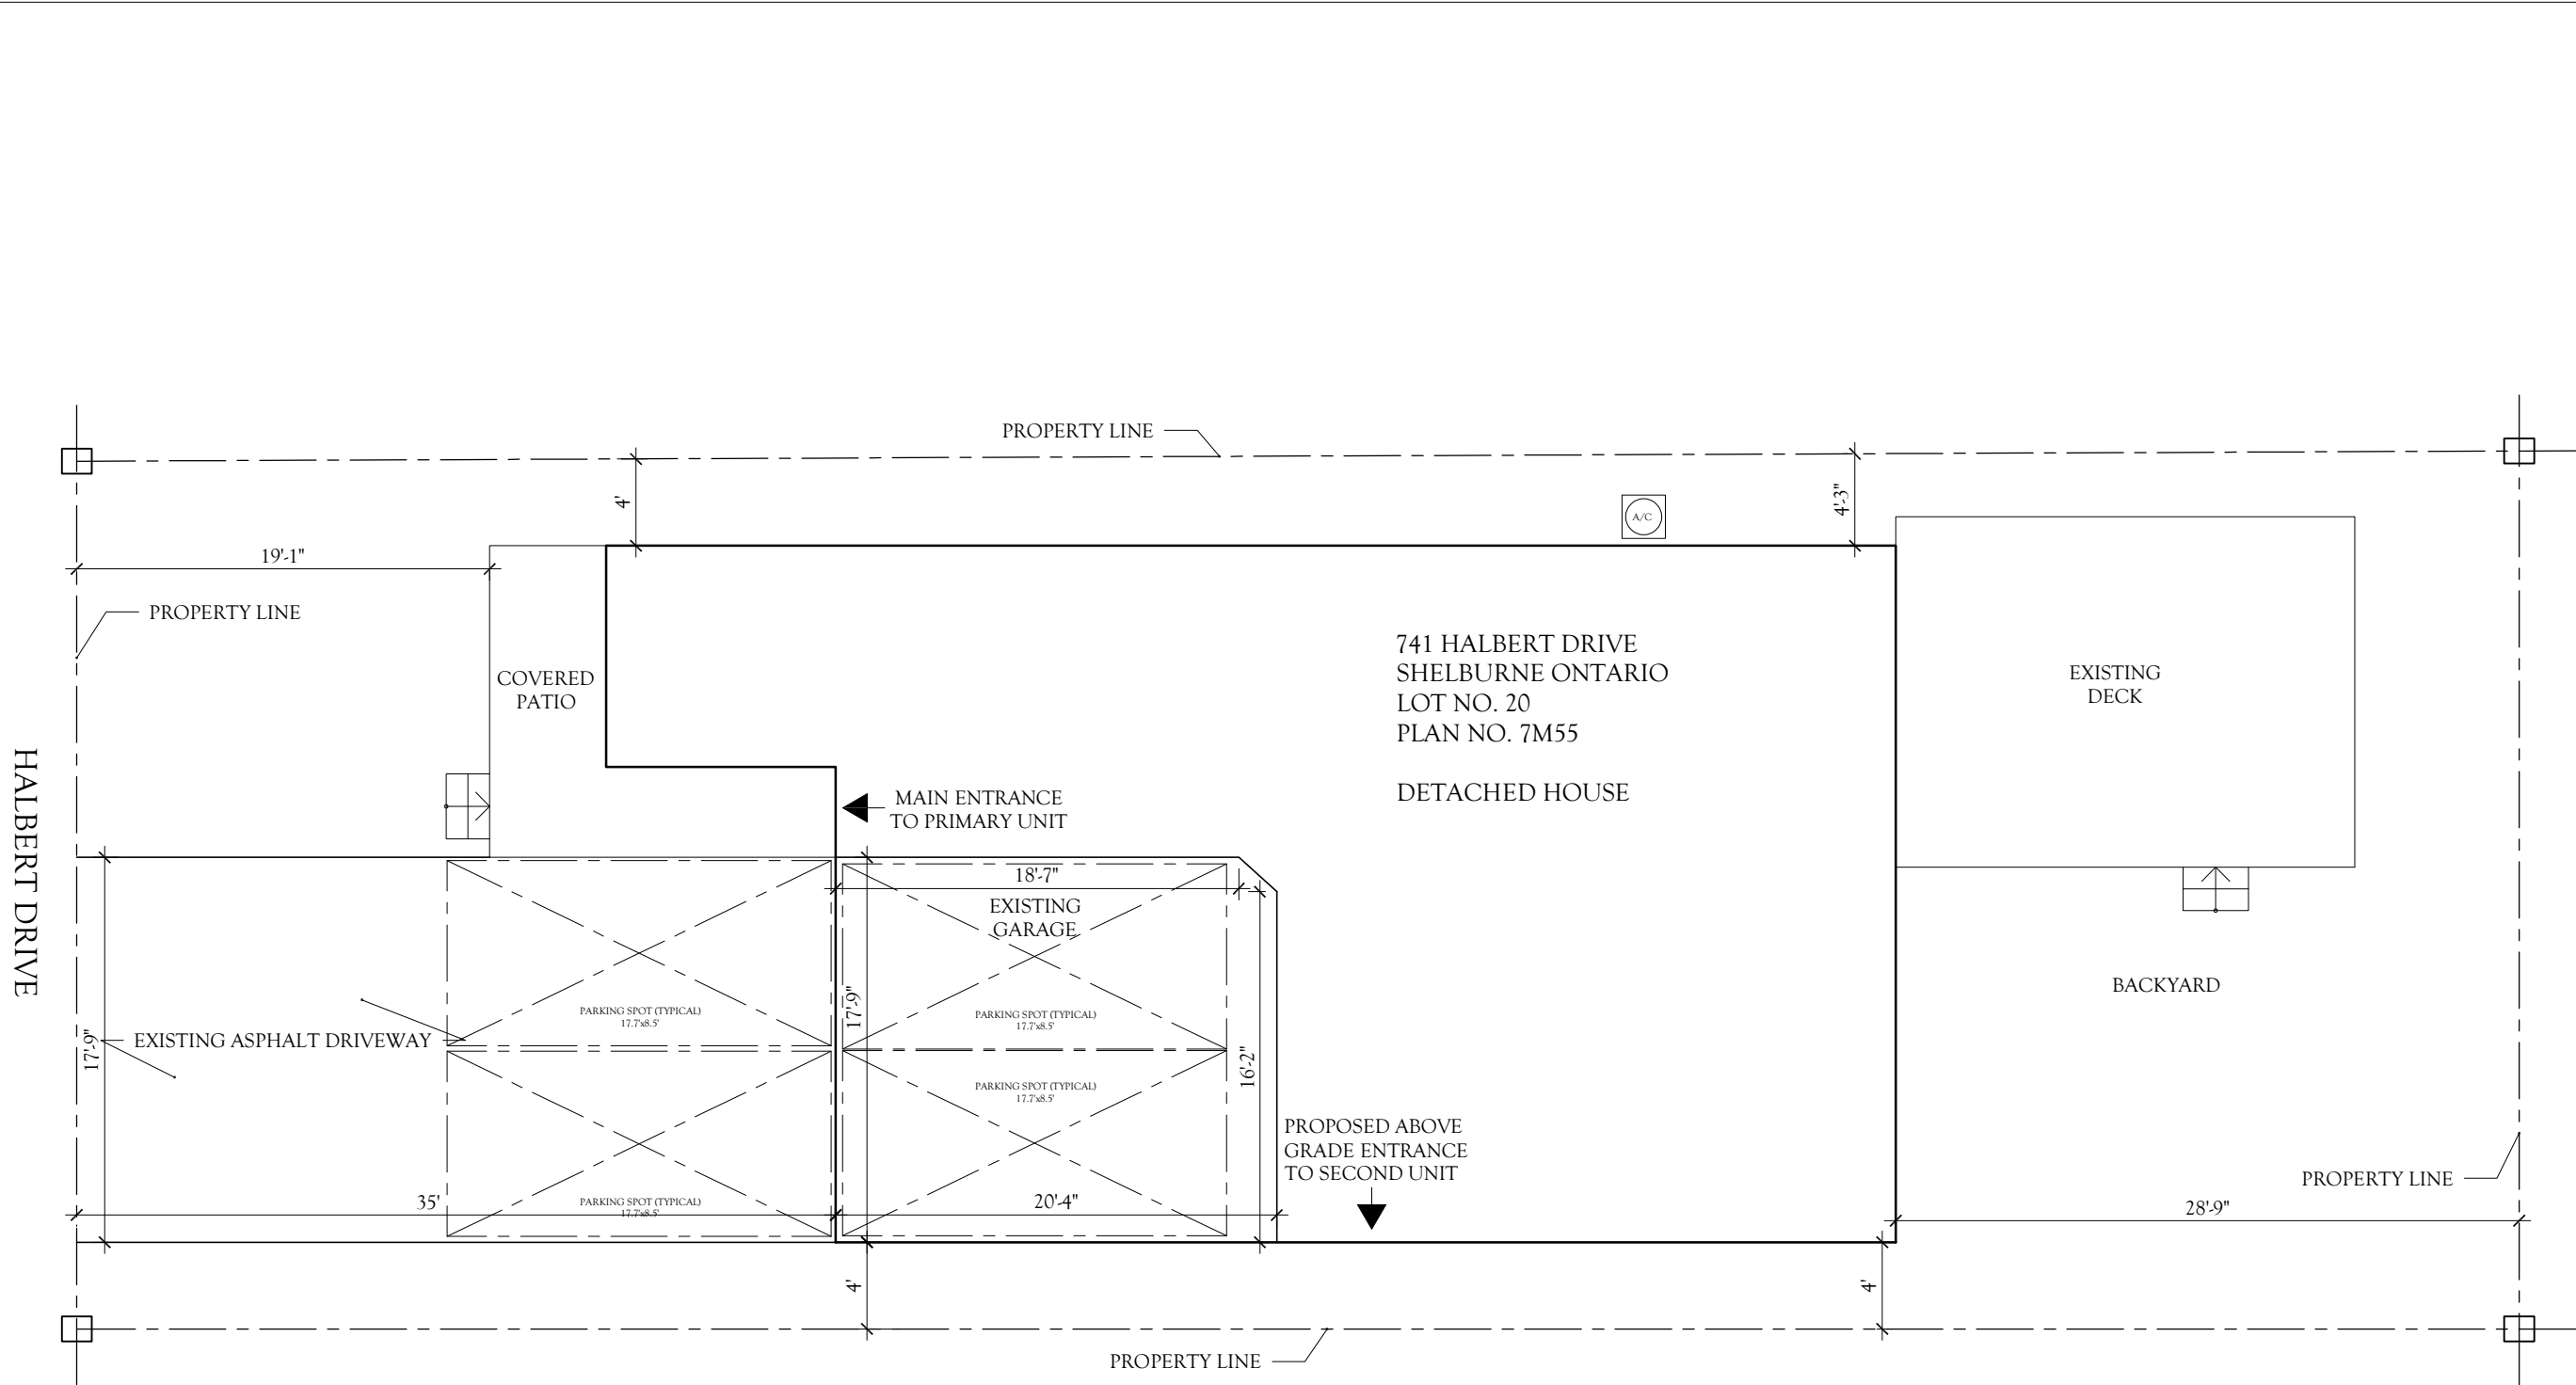 PROPERTY LINE
4'
4'-3"
A/C
19'-1"
PROPERTY LINE
COVERED
PATIO
741 HALBERT DRIVE
SHELBURNE ONTARIO
LOT NO. 20
PLAN NO. 7M55
DETACHED HOUSE
EXISTING
DECK
HALBERT DRIVE
MAIN ENTRANCE
TO PRIMARY UNIT
18'-7"
EXISTING
GARAGE
BACKYARD
17'-9"
PARKING SPOT (TYPICAL)
17.7'x8.5'
PARKING SPOT (TYPICAL)
17.7'x8.5'
EXISTING ASPHALT DRIVEWAY
17'-9"
16'-2"
PARKING SPOT (TYPICAL)
17.7'x8.5'
PROPOSED ABOVE
GRADE ENTRANCE
TO SECOND UNIT
PROPERTY LINE
35'
PARKING SPOT (TYPICAL)
17.7'x8.5'
20'-4"
28'-9"
4'
4'
PROPERTY LINE